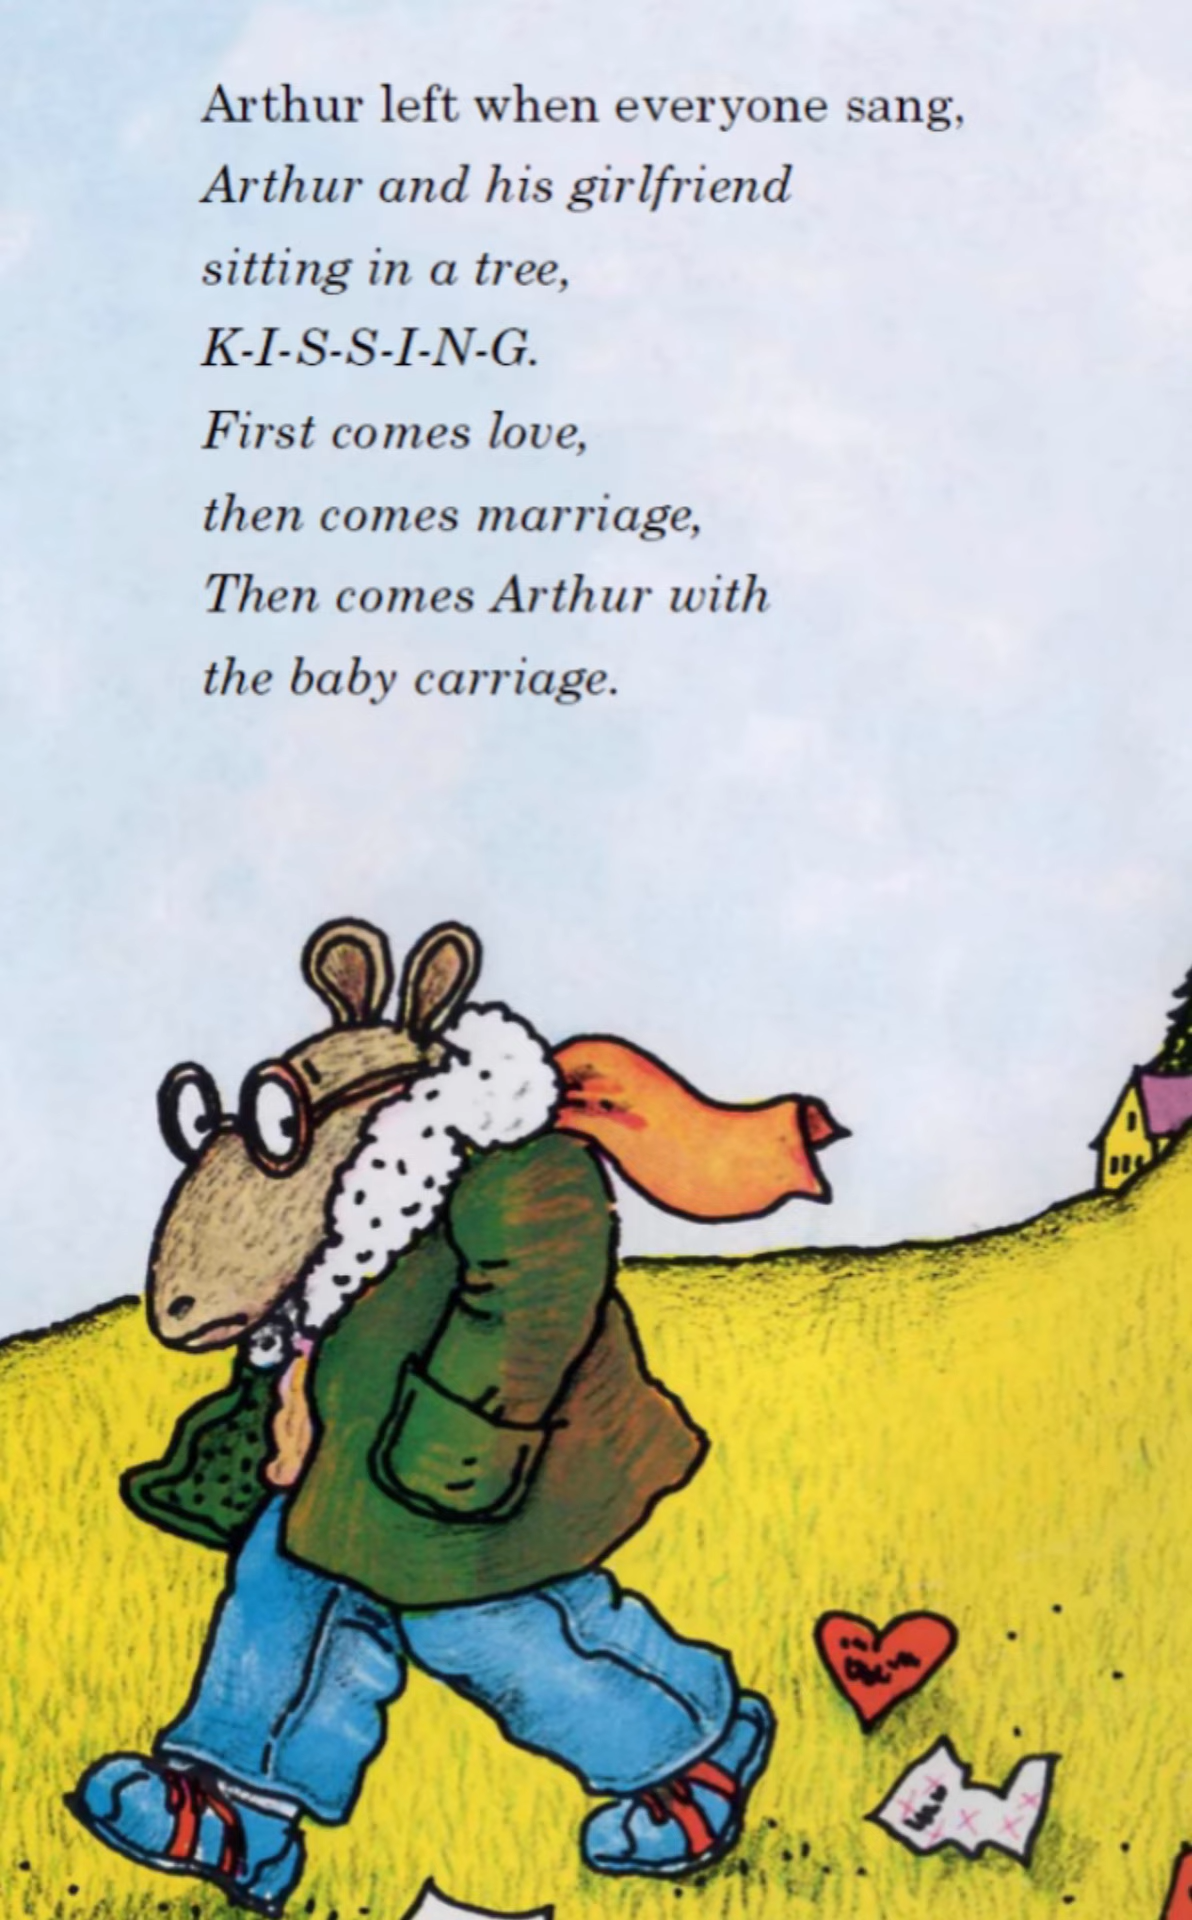 Arthur left when everyone sang,
Arthur and his girlfriend
sitting in a tree,
K-I-S-S-I-N-G.
First comes love,
then comes marriage,
Then comes Arthur with
the baby carriage.